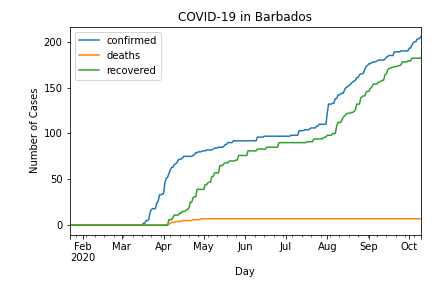 COVID-19 in Barbados
confirmed
deaths
recovered
Number of Cases
200
150
100
50
0
Feb Mar Apr May Jun Jul Aug Sep Oct
2020
Day